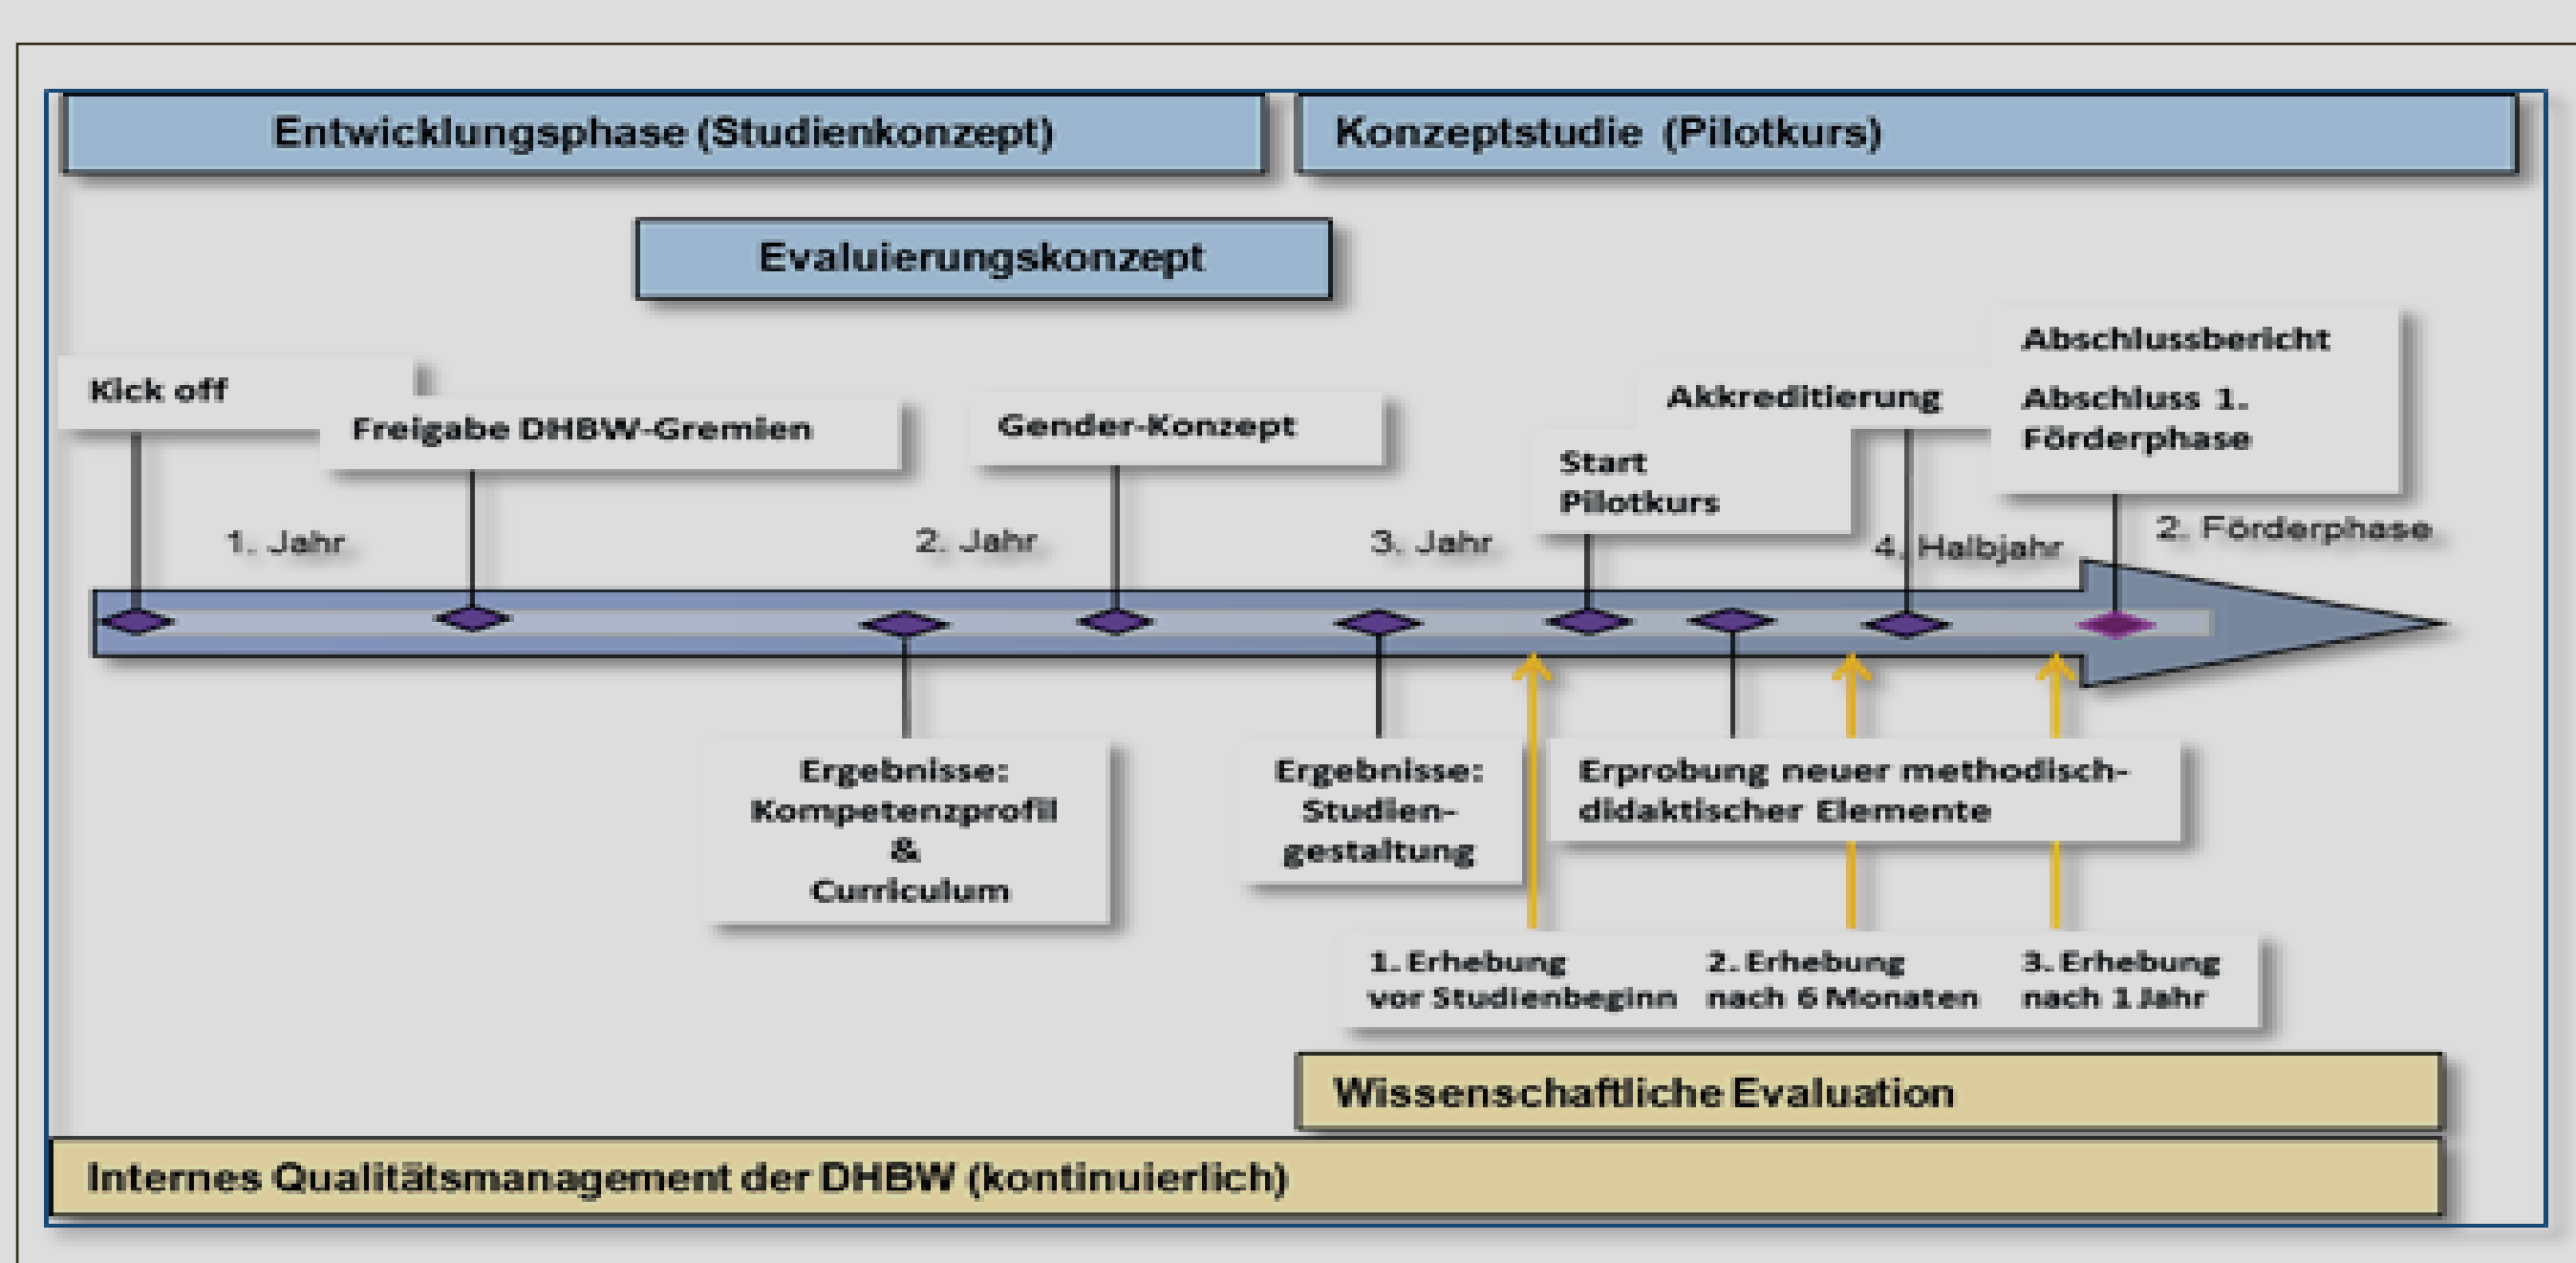 Entwicklungsphase (Studienkonzept)
Konzeptstudie (Pilotkurs)
Evaluierungskonzept
Kick off
Freigabe DHBW-Gremien
Gender-Konzept
Start
Pilotkurs
Akkreditierung
Abschlussbericht
Abschluss 1.
Förderphase
1. Jahr
2. Jahr
3. Jahr
4. Halbjahr
2. Förderphase
Ergebnisse:
Kompetenzprofil
&
Curriculum
Ergebnisse:
Studien-
gestaltung
Erprobung neuer methodisch-
didaktischer Elemente
1. Erhebung
vor Studienbeginn
2. Erhebung
nach 6 Monaten
3. Erhebung
nach 1 Jahr
Wissenschaftliche Evaluation
Internes Qualitätsmanagement der DHBW (kontinuierlich)